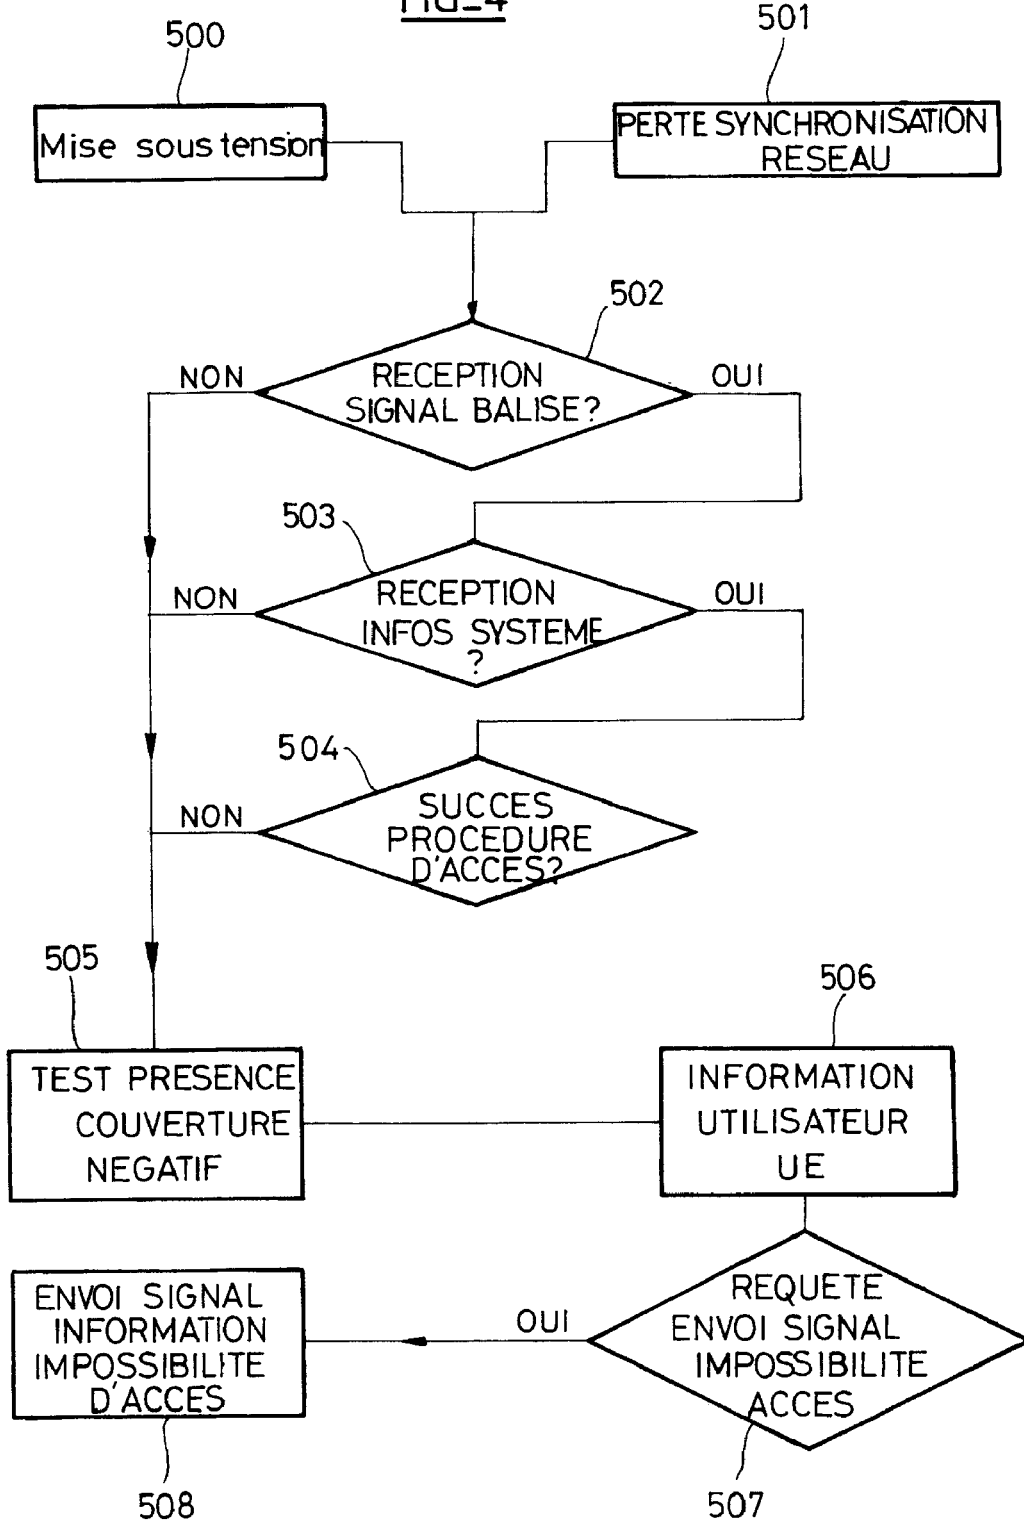 FIG_4
500
501
Mise sous tension
PERTE SYNCHRONISATION
RESEAU
502
NON
RECEPTION
SIGNAL BALISE?
OUI
503
NON
RECEPTION
INFOS SYSTEME
?
OUI
504
NON
SUCCES
PROCEDURE
D'ACCES?
505
506
TEST PRESENCE
COUVERTURE
NEGATIF
INFORMATION
UTILISATEUR
UE
ENVOI SIGNAL
INFORMATION
IMPOSSIBILITE
D'ACCES
OUI
REQUETE
ENVOI SIGNAL
IMPOSSIBILITE
ACCES
508
507